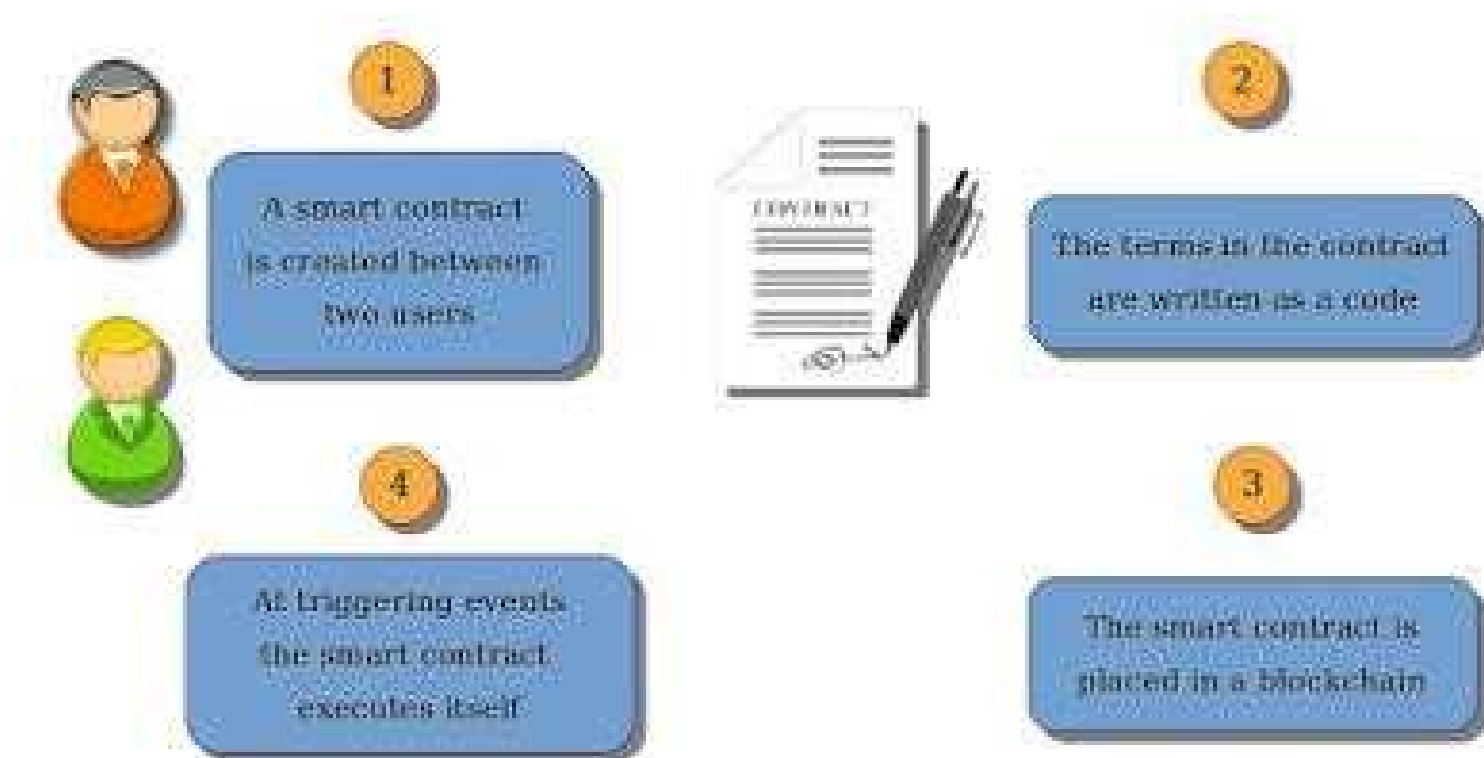 1
A smart contract
is created between
two users
CONTRACT
2
The terms in the contract
are written as a code
3
The smart contract is
placed in a blockchain
4
At triggering events
the smart contract
executes itself